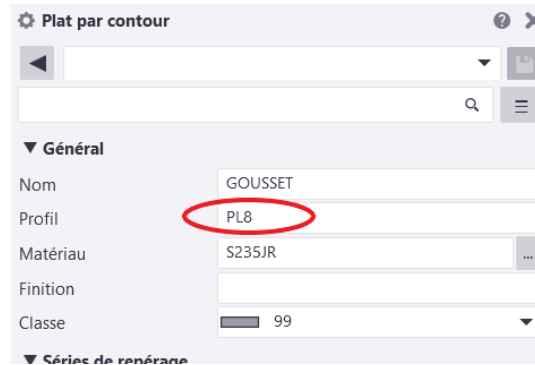 Plat par contour
Général
Nom GOUSSET
Profil PL8
Matériau S235JR ...
Finition
Classe 99
Séries de repérage